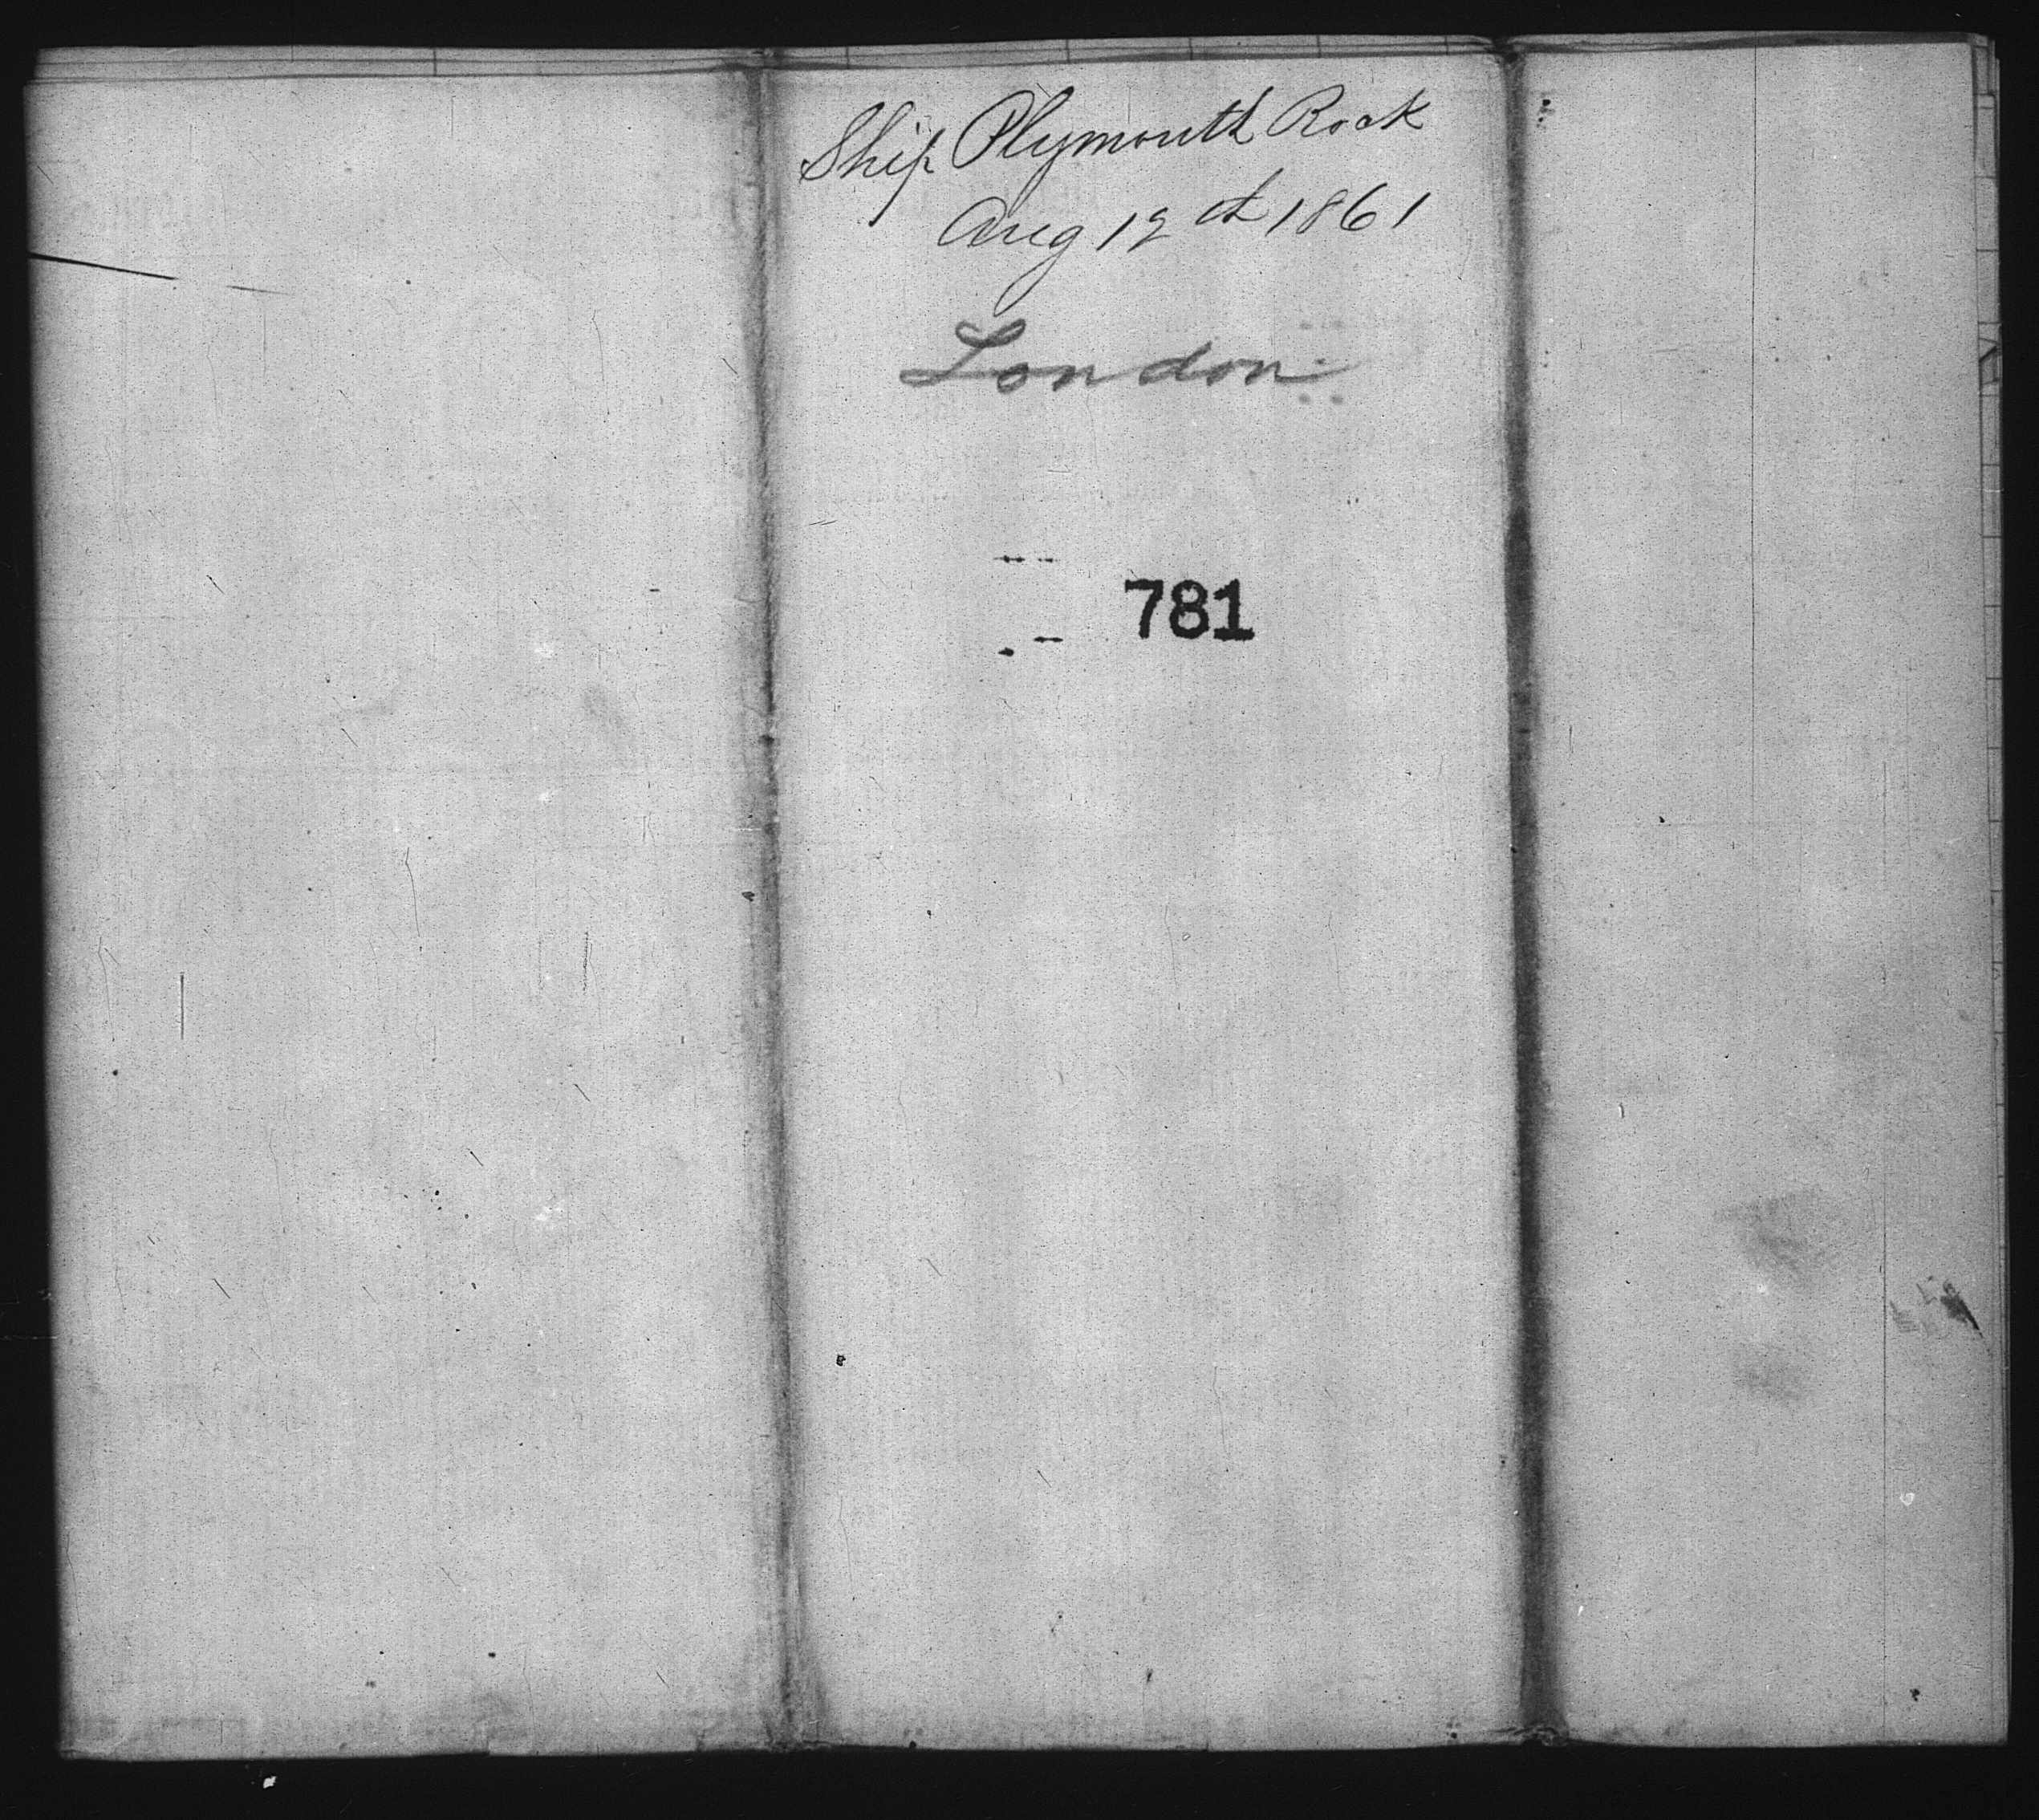 Ship Plymouth Rock
Aug 12th 1861
London
781